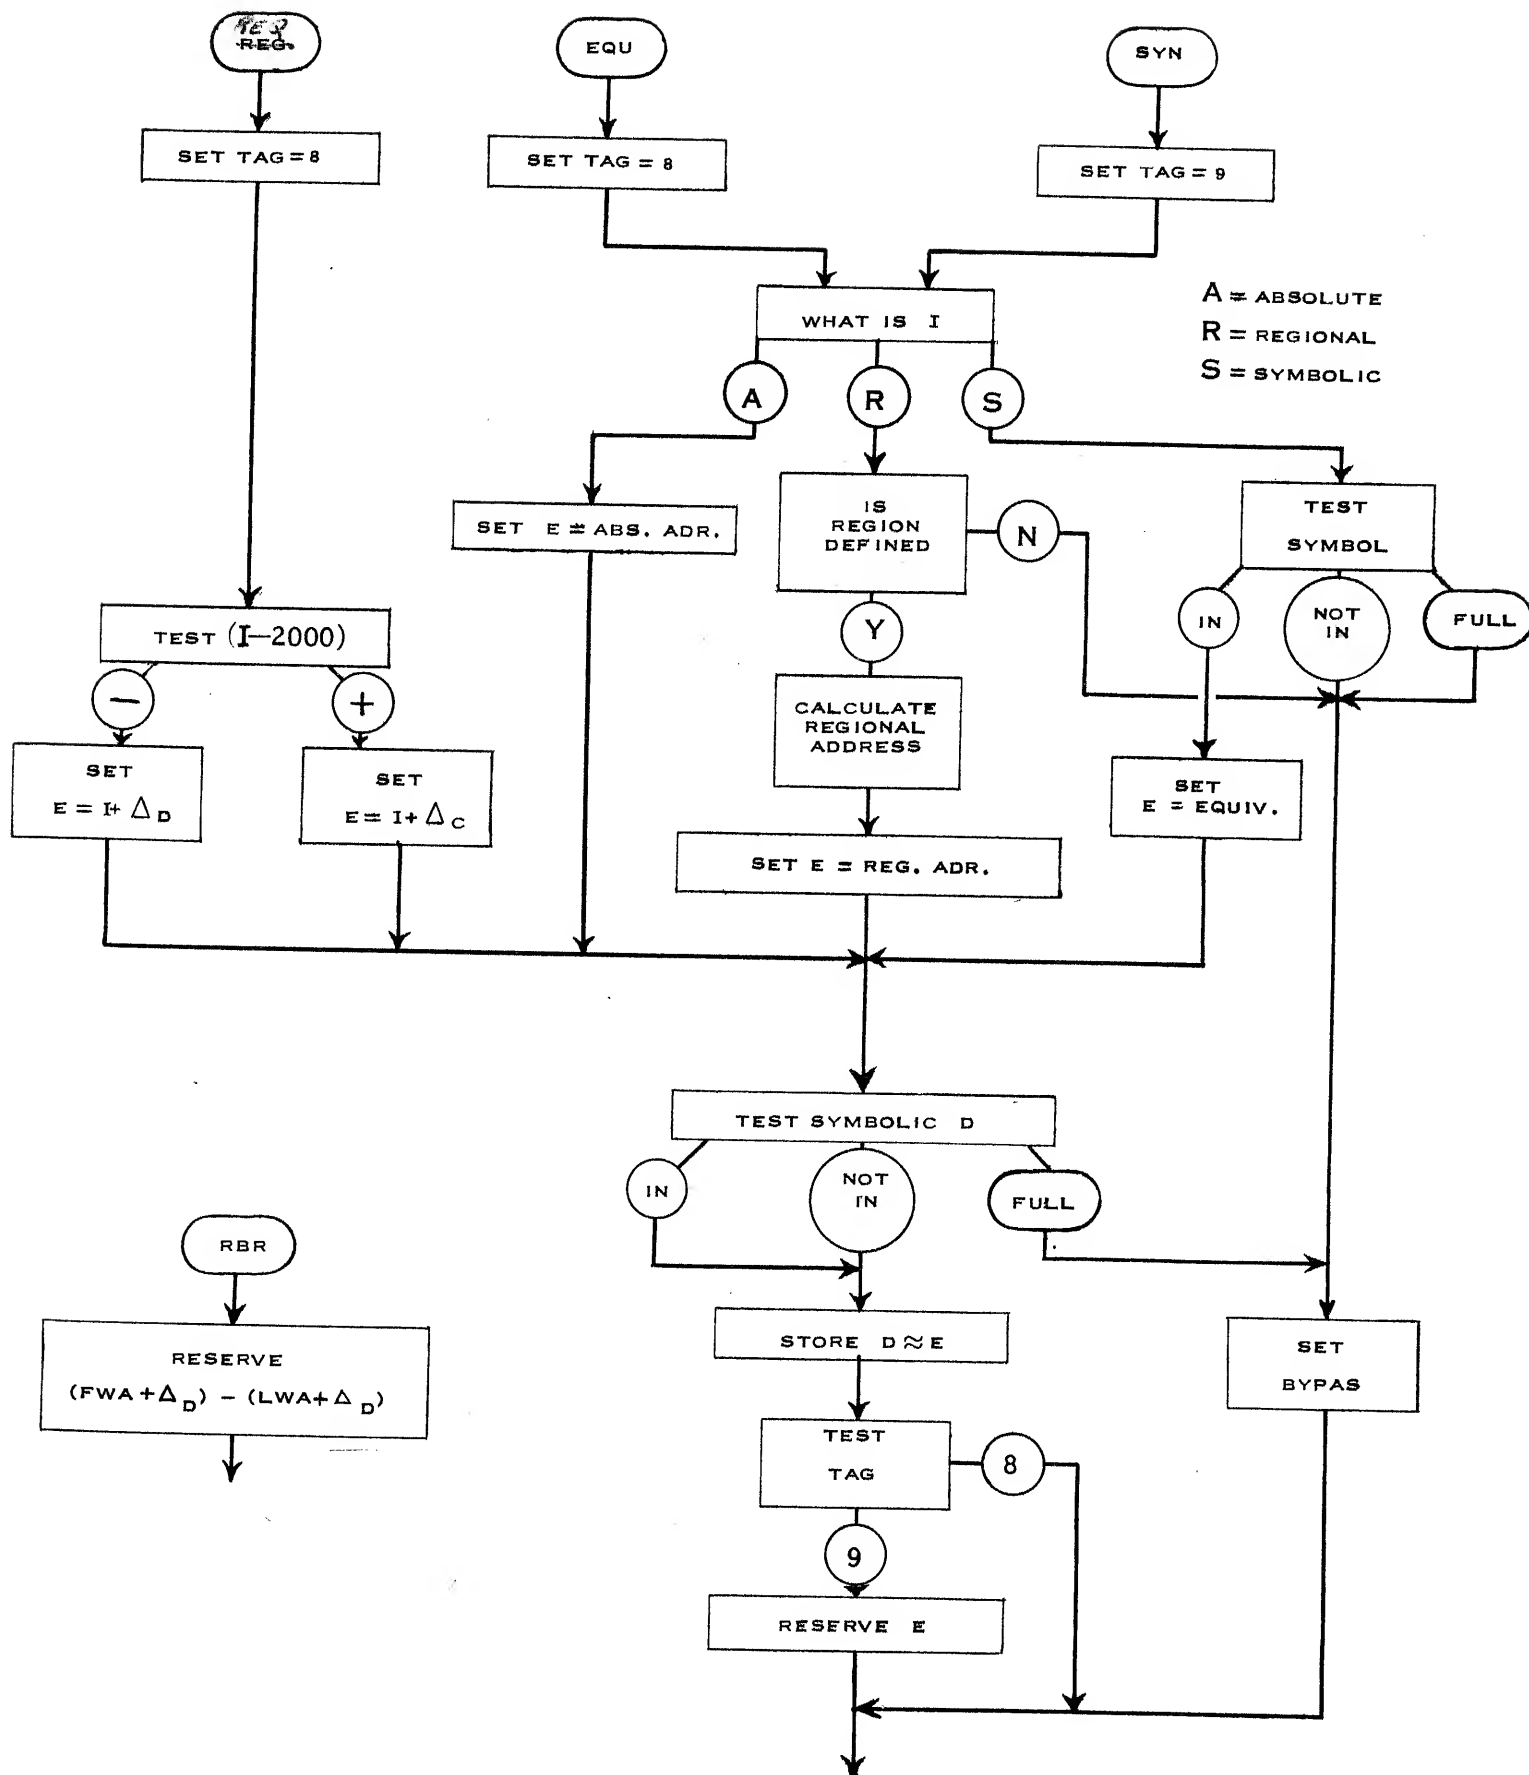 REQ
REG.
EQU
SYN
SET TAG = 8
SET TAG = 8
SET TAG = 9
WHAT IS I
A = ABSOLUTE
R = REGIONAL
S = SYMBOLIC
A
R
S
SET E = ABS. ADR.
IS
REGION
DEFINED
N
TEST
SYMBOL
Y
IN
NOT
IN
FULL
TEST (I-2000)
−
+
CALCULATE
REGIONAL
ADDRESS
SET
E = I+ Δ D
SET
E = I+ Δ C
SET
E = EQUIV.
SET E = REG. ADR.
TEST SYMBOLIC D
IN
NOT
IN
FULL
RBR
RESERVE
(FWA+Δ D) − (LWA+Δ D)
STORE D≈E
SET
BYPAS
TEST
TAG
8
9
RESERVE E